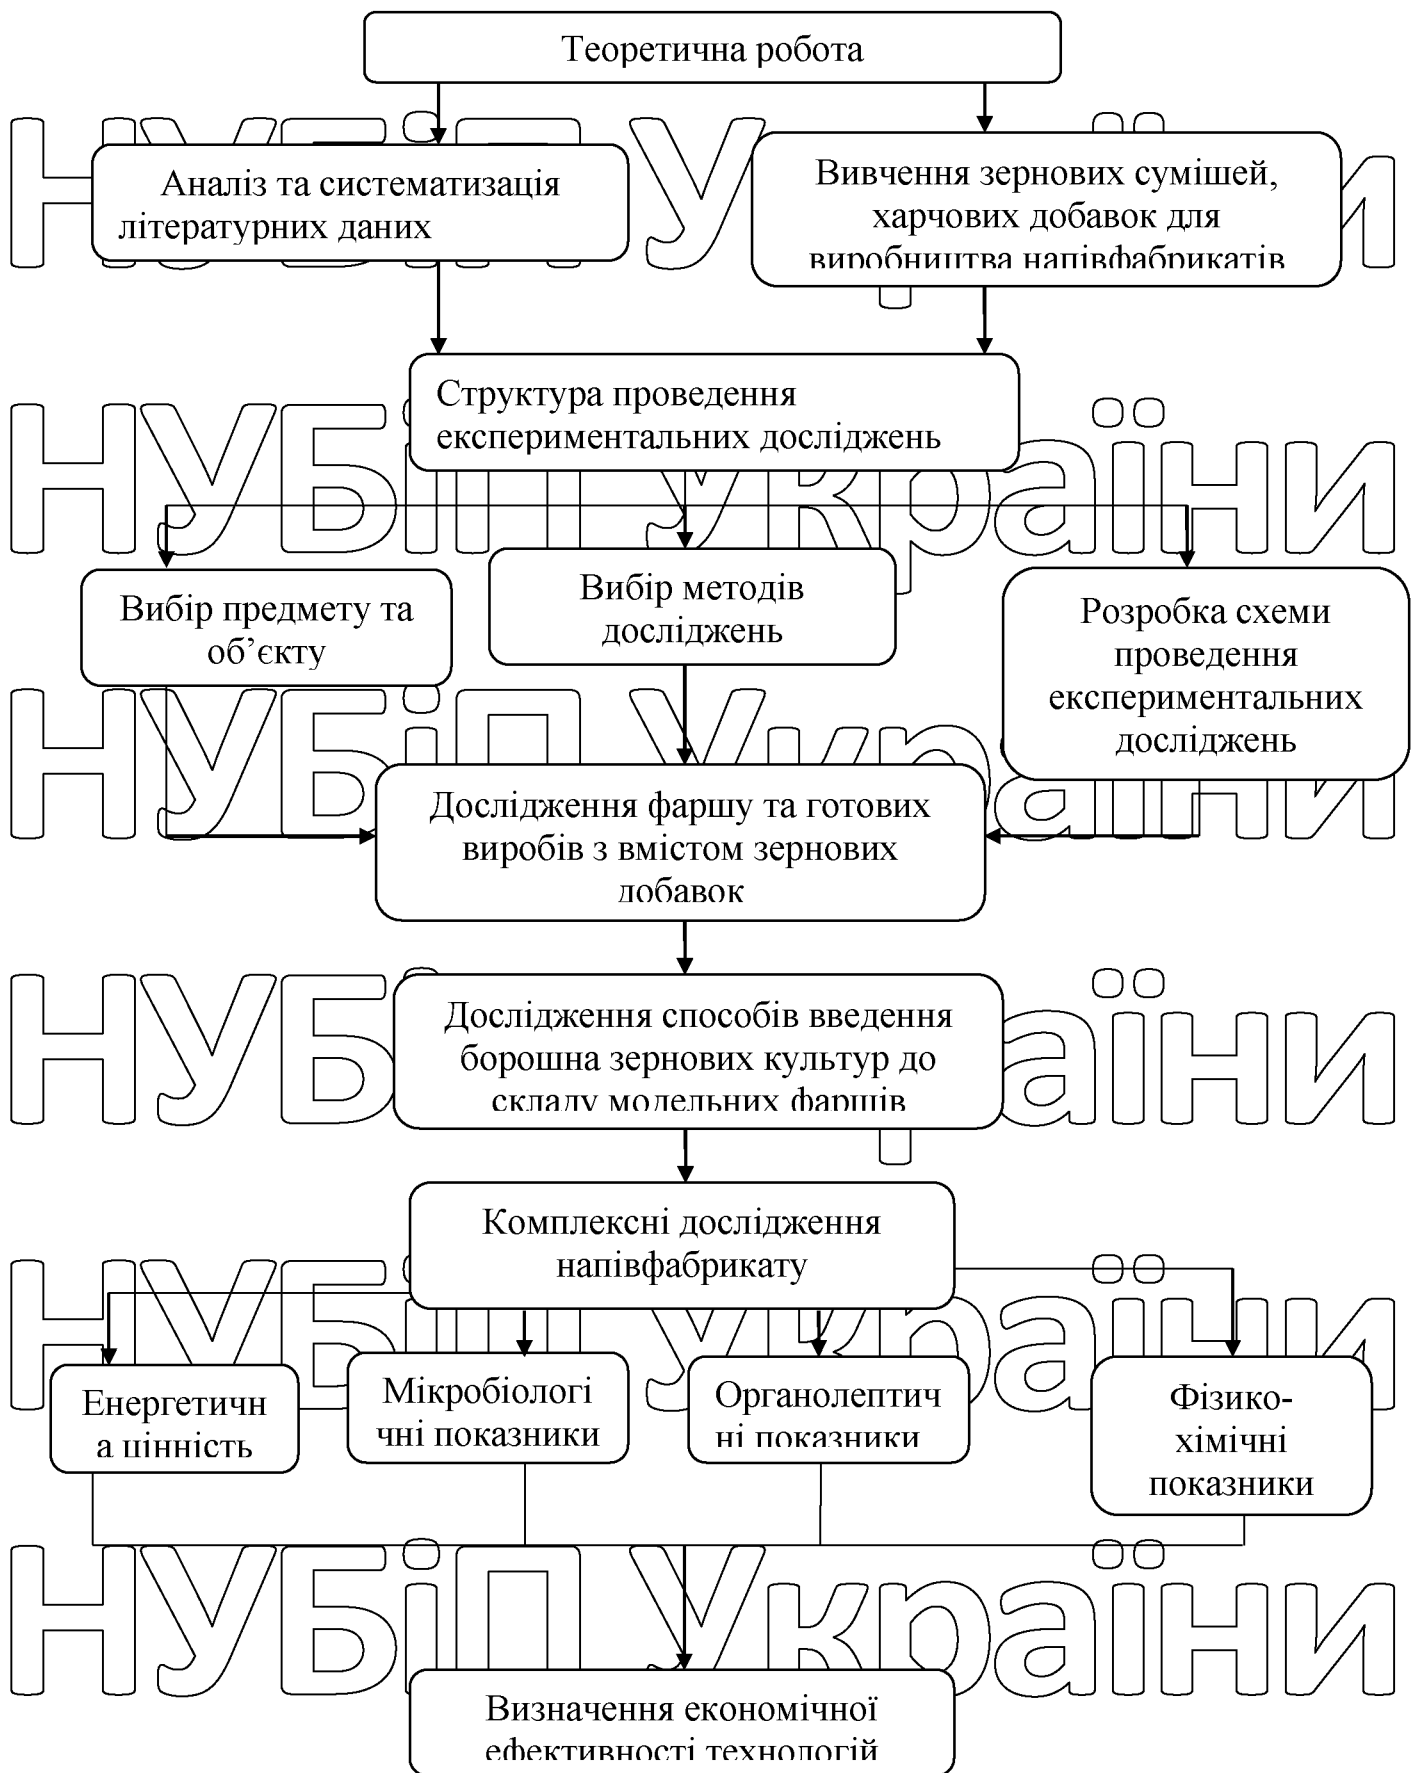 Теоретична робота
Аналіз та систематизація
літературних даних
Вивчення зернових сумішей,
харчових добавок для
виробництва напівфабрикатів
НУБіП України
Структура проведення
експериментальних досліджень
НУБіП України
Вибір предмету та
об’єкту
Вибір методів
досліджень
Розробка схеми
проведення
експериментальних
досліджень
НУБіП України
Дослідження фаршу та готових
виробів з вмістом зернових
добавок
Дослідження способів введення
борошна зернових культур до
складу модельних фаршів
НУБіП України
Комплексні дослідження
напівфабрикату
НУБіП України
Енергетичн
а цінність
Мікробіологі
чні показники
Органолептич
ні показники
Фізико-
хімічні
показники
НУБіП України
Визначення економічної
ефективності технологій